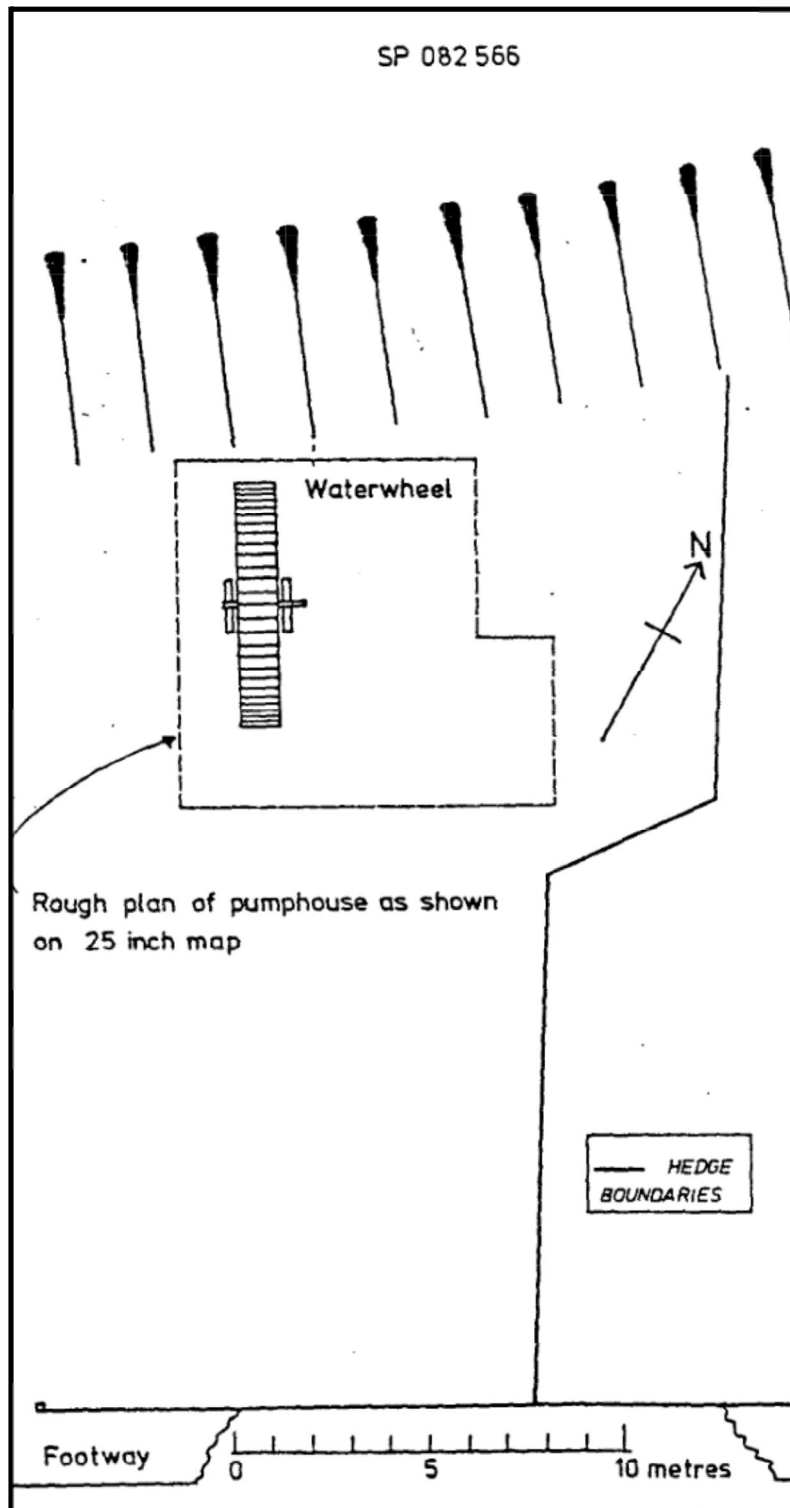 SP 082 566
Waterwheel
N
Rough plan of pumphouse as shown
on 25 inch map
HEDGE
BOUNDARIES
Footway
0 5 10 metres